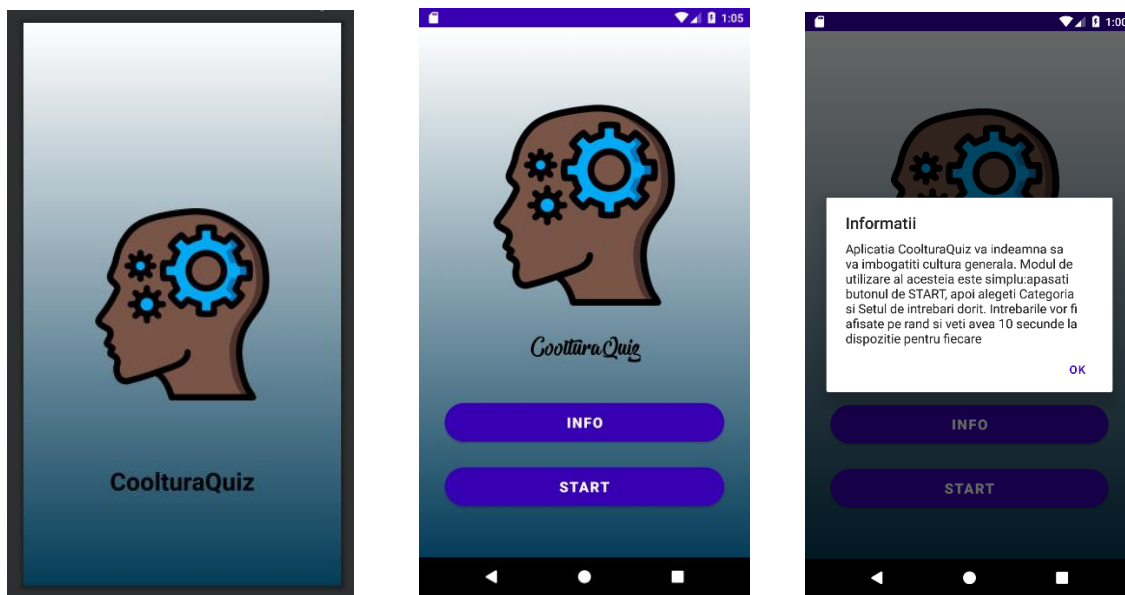 CoolturaQuiz
1:05
CoolturaQuiz
INFO
START
1:00
Informatii
Aplicatia CoolturaQuiz va indeamna sa
va imbogatiti cultura generala. Modul de
utilizare al acesteia este simplu:apasati
butonul de START, apoi alegeti Categoria
si Setul de intrebari dorit. Intrebarile vor fi
afisate pe rand si veti avea 10 secunde la
dispozitie pentru fiecare
OK
INFO
START